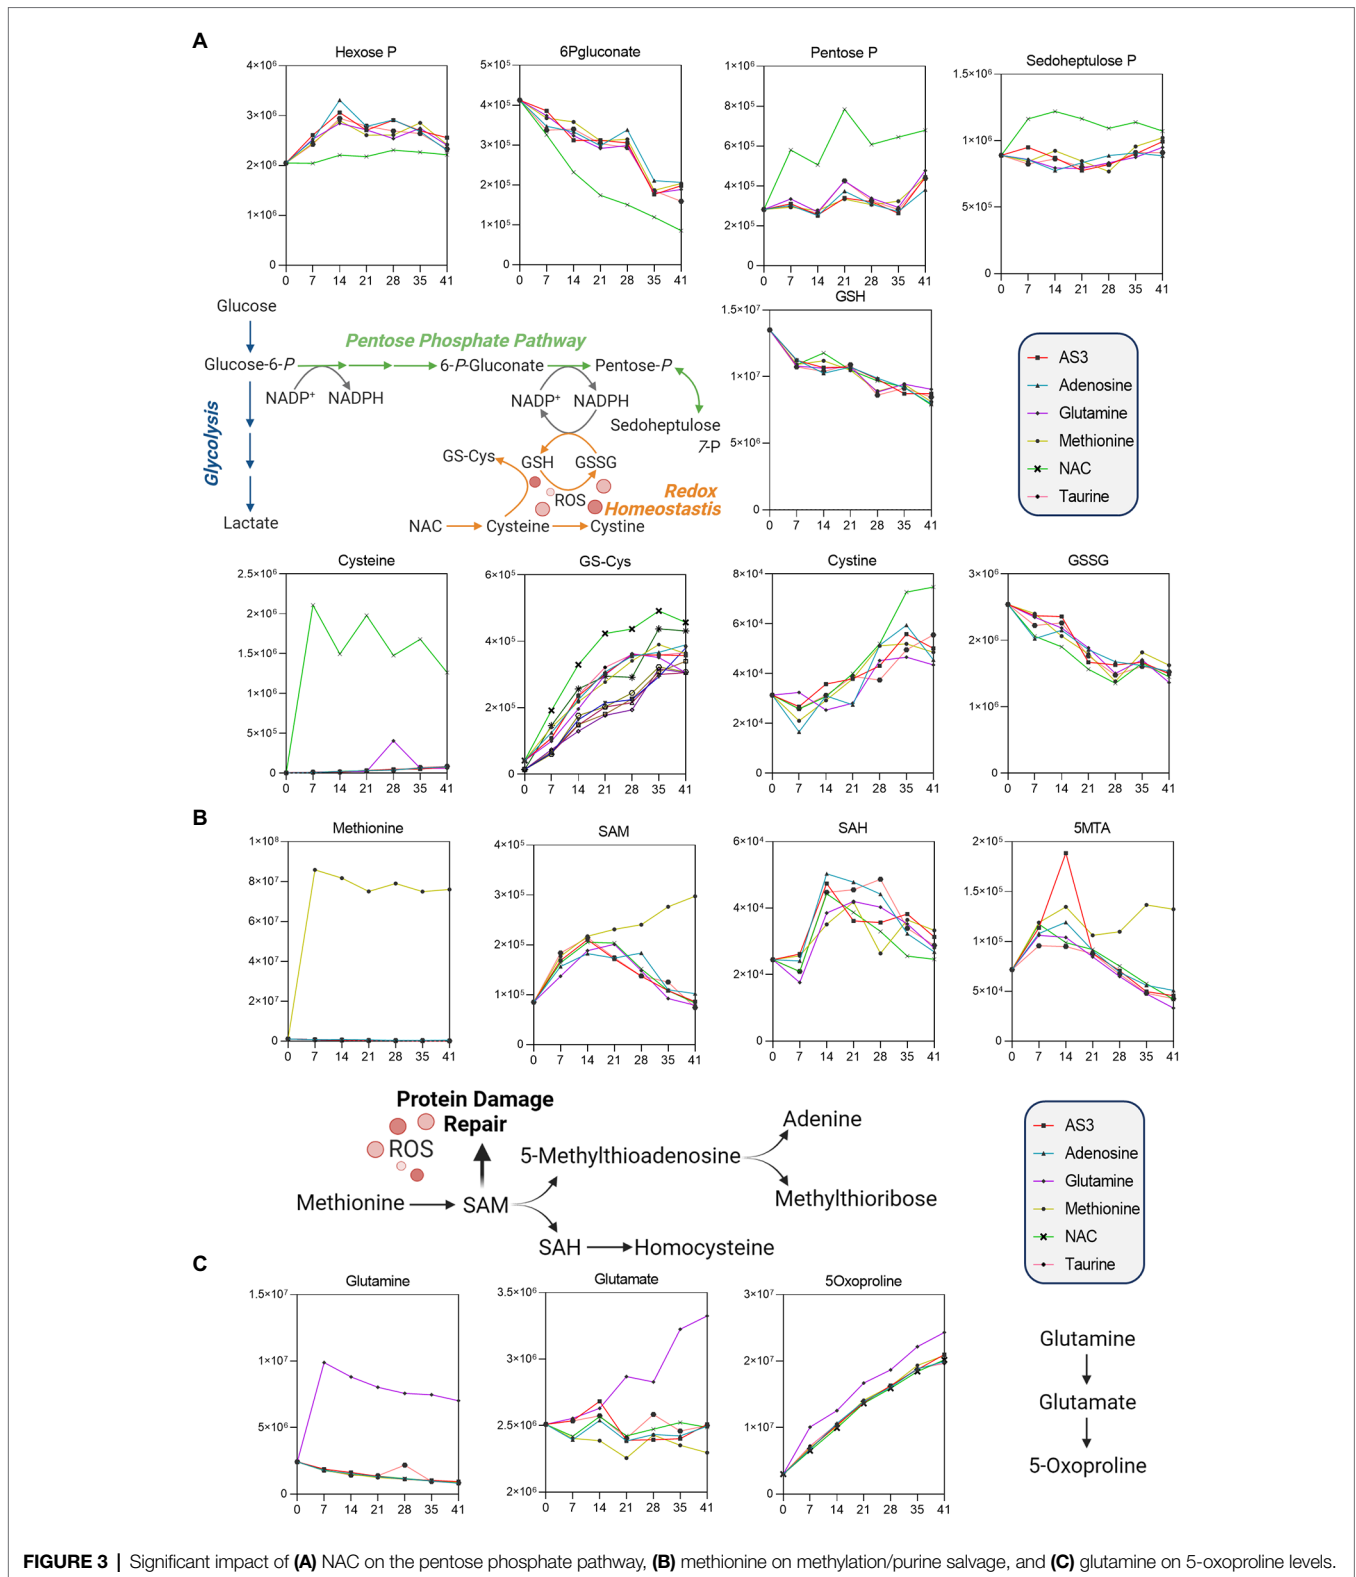 A
Hexose P
4×10⁶
3×10⁶
2×10⁶
1×10⁶
0
0 7 14 21 28 35 41
6Pgluconate
5×10⁵
4×10⁵
3×10⁵
2×10⁵
1×10⁵
0
0 7 14 21 28 35 41
Pentose P
1×10⁶
8×10⁵
6×10⁵
4×10⁵
2×10⁵
0
0 7 14 21 28 35 41
Sedoheptulose P
1.5×10⁶
1×10⁶
5×10⁵
0
0 7 14 21 28 35 41
Glucose
Glucose-6-P
Glycolysis
Lactate
Pentose Phosphate Pathway
NADP⁺ NADPH
6-P-Gluconate
NADP⁺ NADPH
Pentose-P
Sedoheptulose
7-P
GS-Cys
GSH
GSSG
ROS
Redox
Homeostastis
NAC
Cysteine
Cystine
GSH
1.5×10⁷
1×10⁷
5×10⁶
0
0 7 14 21 28 35 41
AS3
Adenosine
Glutamine
Methionine
NAC
Taurine
Cysteine
2.5×10⁶
2×10⁶
1.5×10⁶
1×10⁶
5×10⁵
0
0 7 14 21 28 35 41
GS-Cys
6×10⁵
4×10⁵
2×10⁵
0
0 7 14 21 28 35 41
Cystine
8×10⁴
6×10⁴
4×10⁴
2×10⁴
0
0 7 14 21 28 35 41
GSSG
3×10⁶
2×10⁶
1×10⁶
0
0 7 14 21 28 35 41
B
Methionine
1×10⁸
8×10⁷
6×10⁷
4×10⁷
2×10⁷
0
0 7 14 21 28 35 41
SAM
4×10⁵
3×10⁵
2×10⁵
1×10⁵
0
0 7 14 21 28 35 41
SAH
6×10⁴
4×10⁴
2×10⁴
0
0 7 14 21 28 35 41
5MTA
2×10⁵
1.5×10⁵
1×10⁵
5×10⁴
0
0 7 14 21 28 35 41
Protein Damage
Repair
ROS
Methionine
SAM
5-Methylthioadenosine
Adenine
Methylthioribose
SAH
Homocysteine
AS3
Adenosine
Glutamine
Methionine
NAC
Taurine
C
Glutamine
1.5×10⁷
1×10⁷
5×10⁶
0
0 7 14 21 28 35 41
Glutamate
3.5×10⁶
3×10⁶
2.5×10⁶
2×10⁶
0 7 14 21 28 35 41
5Oxoproline
3×10⁷
2×10⁷
1×10⁷
0
0 7 14 21 28 35 41
Glutamine
Glutamate
5-Oxoproline
FIGURE 3 | Significant impact of (A) NAC on the pentose phosphate pathway, (B) methionine on methylation/purine salvage, and (C) glutamine on 5-oxoproline levels.